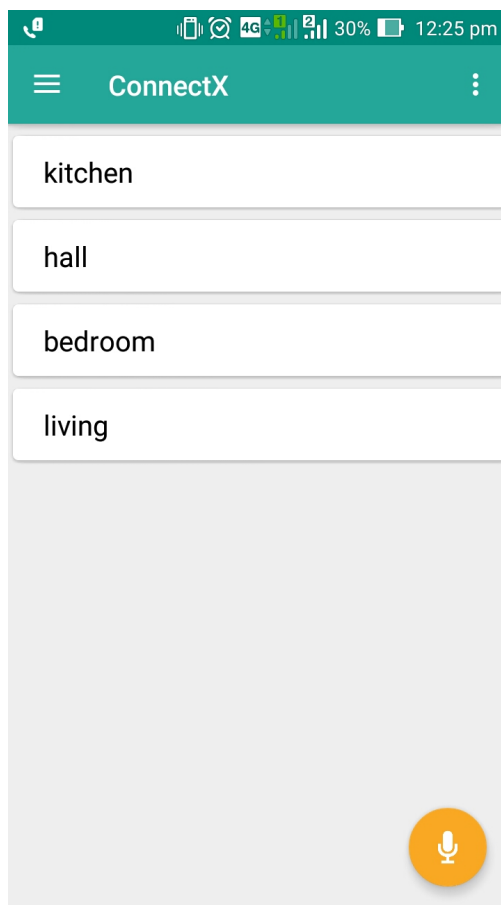 4G 1 2 30% 12:25 pm
ConnectX
kitchen
hall
bedroom
living